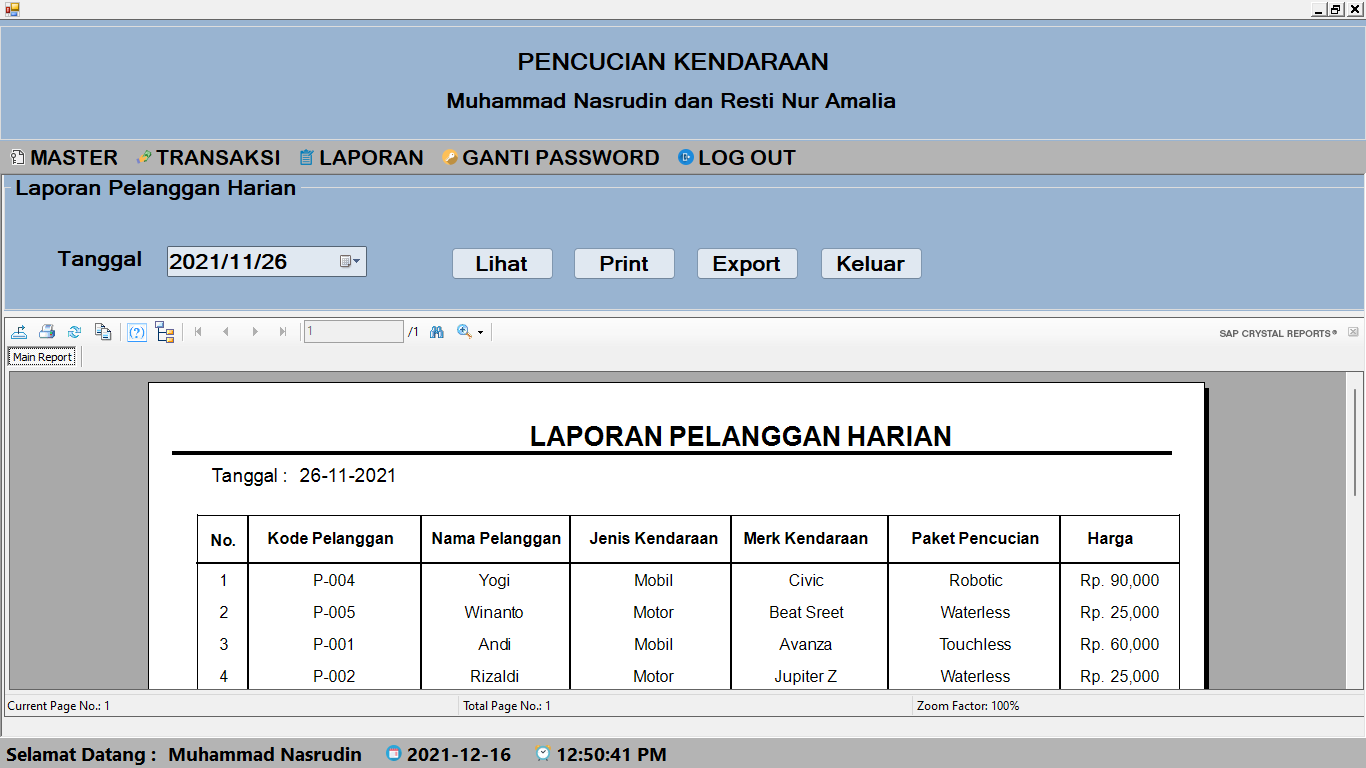 PENCUCIAN KENDARAAN
Muhammad Nasrudin dan Resti Nur Amalia
MASTER TRANSAKSI LAPORAN GANTI PASSWORD LOG OUT
Laporan Pelanggan Harian
Tanggal 2021/11/26 Lihat Print Export Keluar
1 /1 SAP CRYSTAL REPORTS®
Main Report
LAPORAN PELANGGAN HARIAN
Tanggal : 26-11-2021
No. Kode Pelanggan Nama Pelanggan Jenis Kendaraan Merk Kendaraan Paket Pencucian Harga
1 P-004 Yogi Mobil Civic Robotic Rp. 90,000
2 P-005 Winanto Motor Beat Sreet Waterless Rp. 25,000
3 P-001 Andi Mobil Avanza Touchless Rp. 60,000
4 P-002 Rizaldi Motor Jupiter Z Waterless Rp. 25,000
Current Page No.: 1 Total Page No.: 1 Zoom Factor: 100%
Selamat Datang : Muhammad Nasrudin 2021-12-16 12:50:41 PM